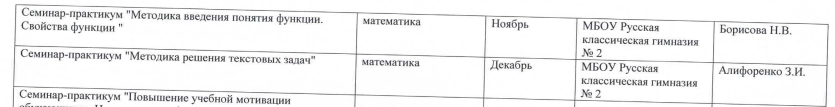 Семинар-практикум "Методика введения понятия функции. математика Ноябрь МБОУ Русская Борисова Н.В.
Свойства функции " классическая гимназия
№ 2
Семинар-практикум "Методика решения текстовых задач" математика Декабрь МБОУ Русская Алифоренко З.И.
классическая гимназия
№ 2
Семинар-практикум "Повышение учебной мотивации